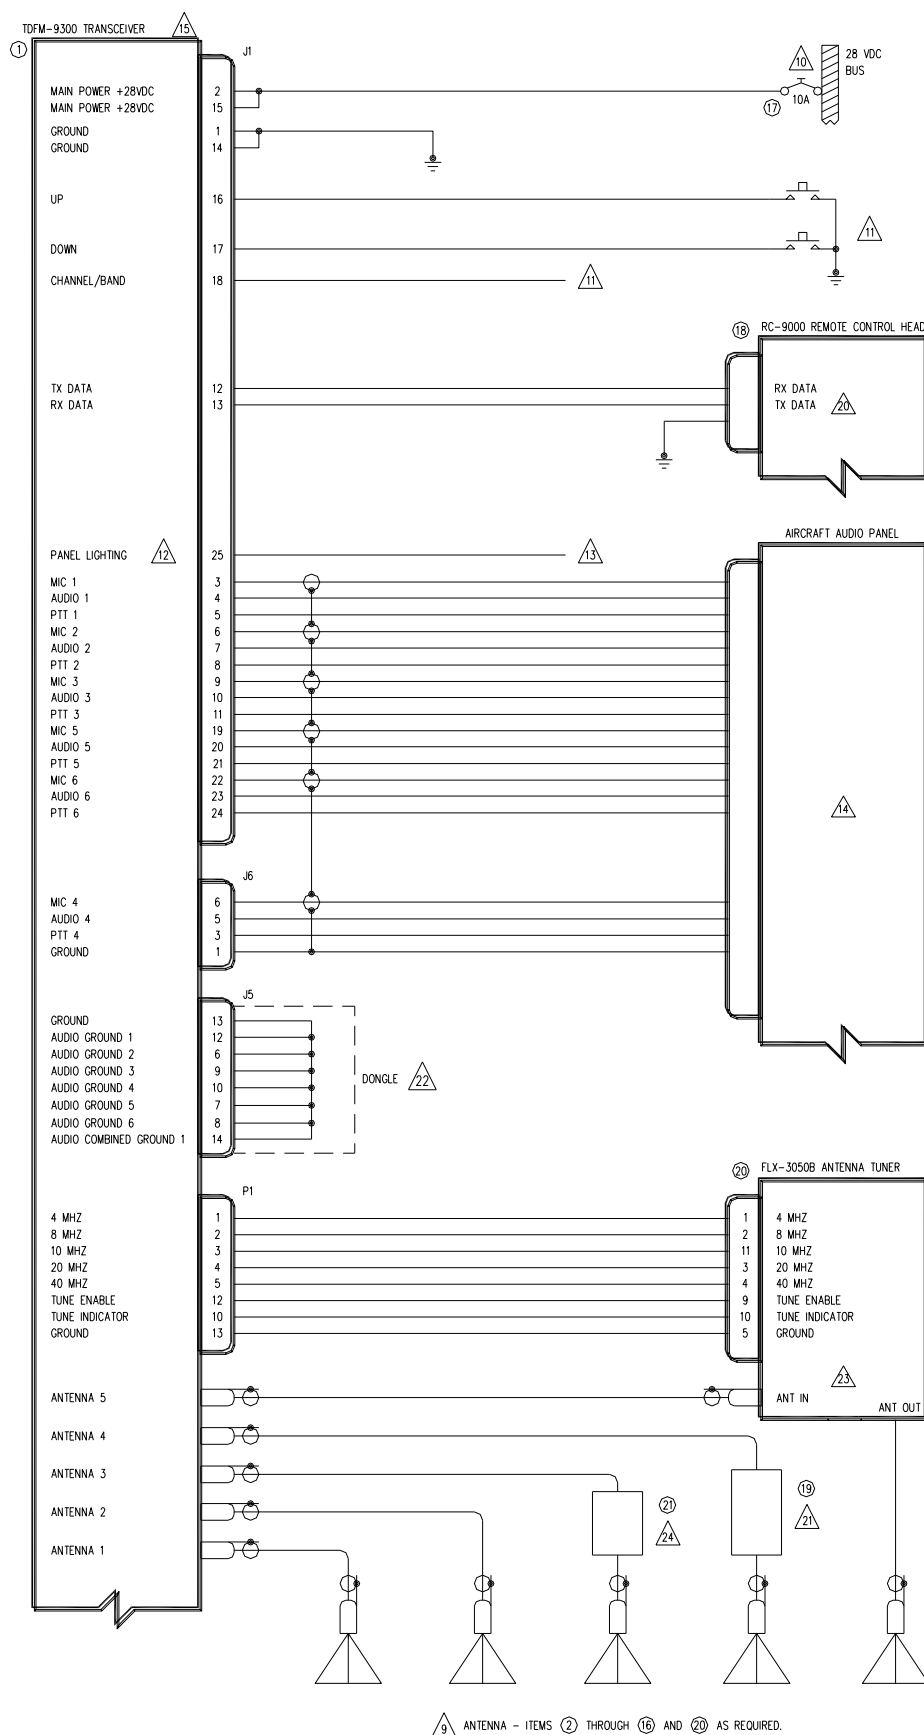 TDFM-9300 TRANSCEIVER 15
1 J1
10 28 VDC
BUS
MAIN POWER +28VDC 2
17 10A
MAIN POWER +28VDC 15
GROUND 1
GROUND 14
UP 16
11
DOWN 17
CHANNEL/BAND 18 11
18 RC-9000 REMOTE CONTROL HEAD
TX DATA 12 RX DATA
RX DATA 13 TX DATA 20
AIRCRAFT AUDIO PANEL
PANEL LIGHTING 12 25 13
MIC 1 3
AUDIO 1 4
PTT 1 5
MIC 2 6
AUDIO 2 7
PTT 2 8
MIC 3 9
AUDIO 3 10
PTT 3 11
MIC 5 19
AUDIO 5 20
PTT 5 21
MIC 6 22
AUDIO 6 23
PTT 6 24
14
J6
MIC 4 6
AUDIO 4 5
PTT 4 3
GROUND 1
J5
GROUND 13
AUDIO GROUND 1 12
AUDIO GROUND 2 6
AUDIO GROUND 3 9
AUDIO GROUND 4 10
AUDIO GROUND 5 7
AUDIO GROUND 6 8
AUDIO COMBINED GROUND 1 14
DONGLE 22
P1
20 FLX-3050B ANTENNA TUNER
4 MHZ 1 1 4 MHZ
8 MHZ 2 2 8 MHZ
10 MHZ 3 11 10 MHZ
20 MHZ 4 3 20 MHZ
40 MHZ 5 4 40 MHZ
TUNE ENABLE 12 9 TUNE ENABLE
TUNE INDICATOR 10 10 TUNE INDICATOR
GROUND 13 5 GROUND
23
ANTENNA 5 ANT IN
ANT OUT
ANTENNA 4
ANTENNA 3
21 19
ANTENNA 2
24 21
ANTENNA 1
9 ANTENNA - ITEMS 2 THROUGH 16 AND 20 AS REQUIRED.